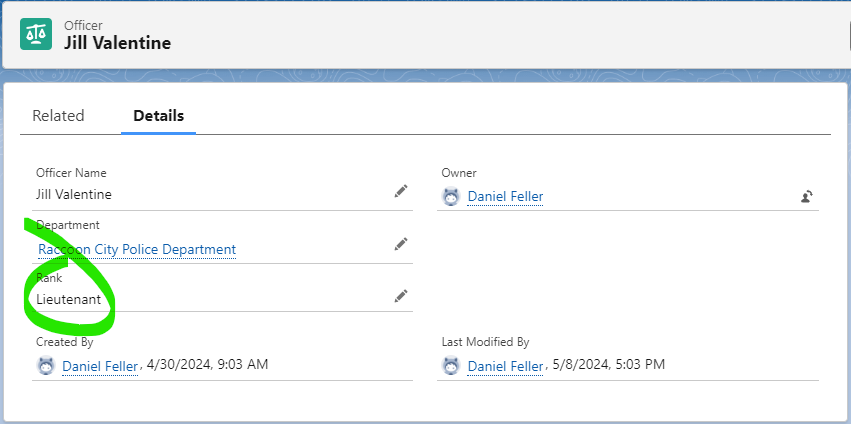 Officer
Jill Valentine
Related Details
Officer Name
Jill Valentine
Owner
Daniel Feller
Department
Raccoon City Police Department
Rank
Lieutenant
Created By
Daniel Feller, 4/30/2024, 9:03 AM
Last Modified By
Daniel Feller, 5/8/2024, 5:03 PM